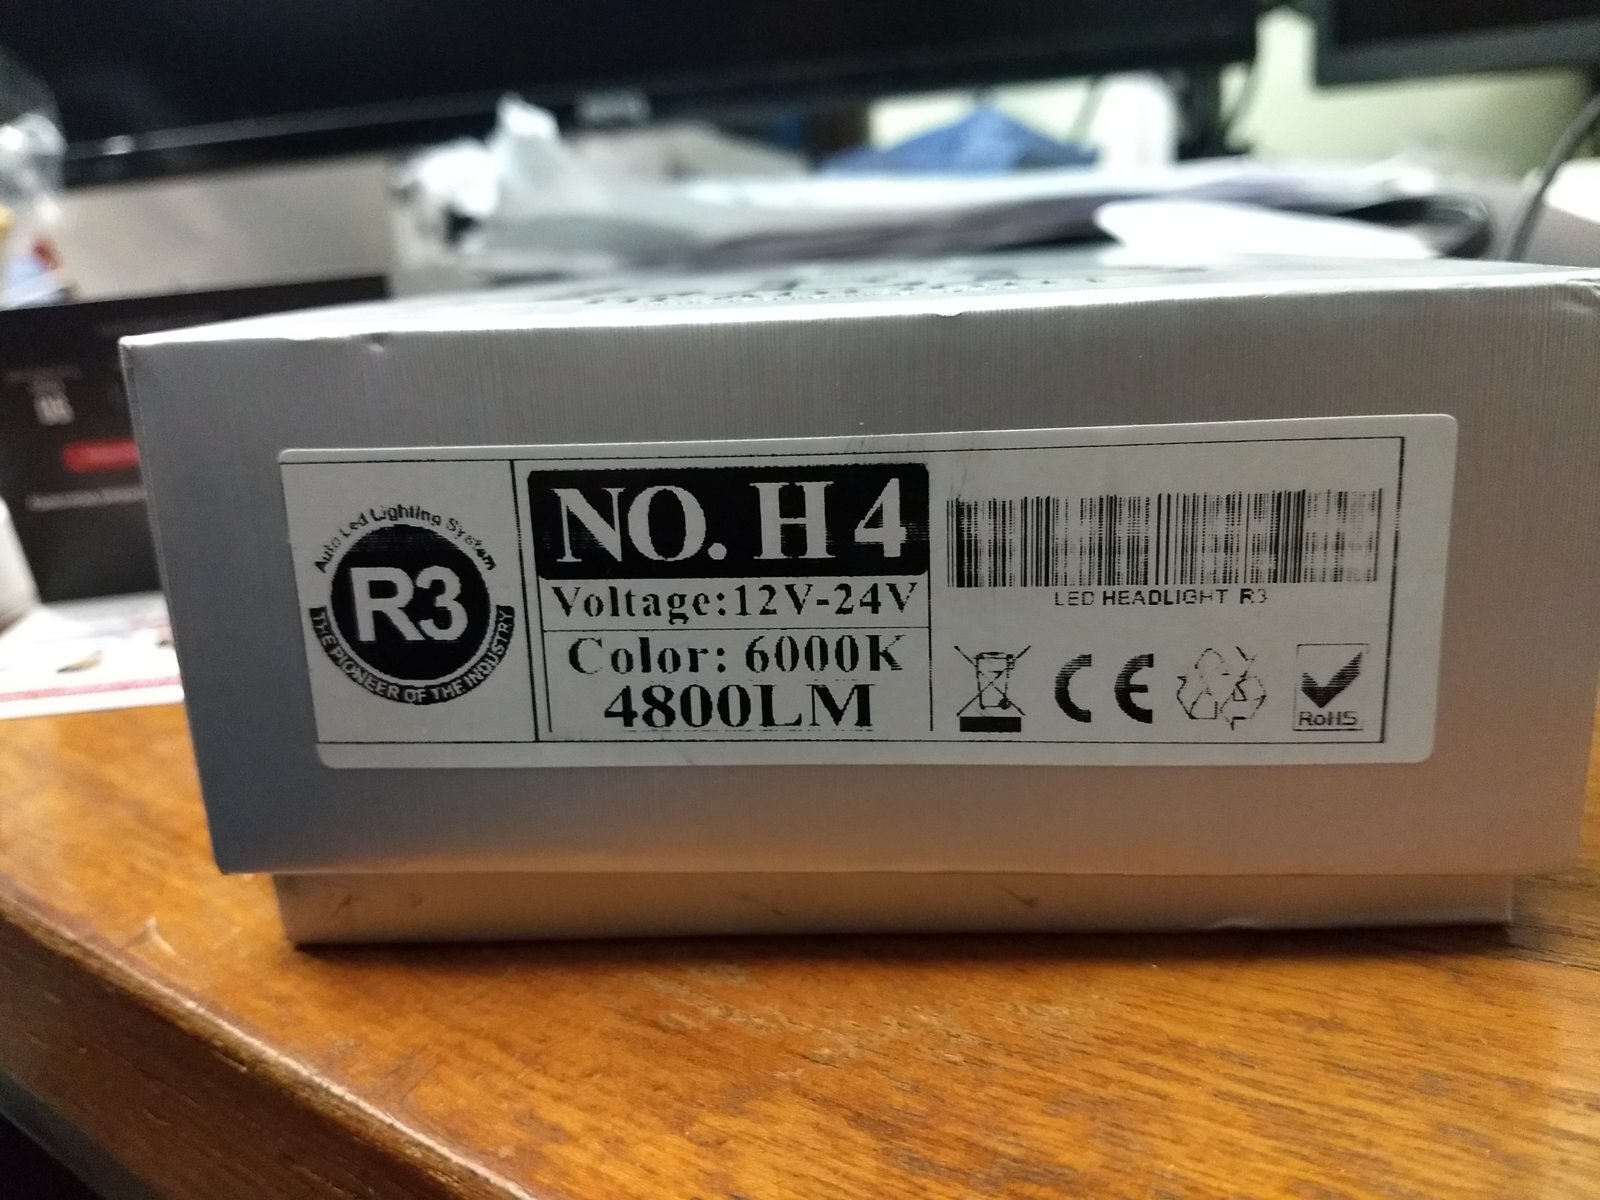 Auto Led Lighting System
R3
THE PIONEER OF THE INDUSTRY
NO. H4
Voltage:12V-24V
Color: 6000K
4800LM
LED HEADLIGHT R3
CE
RoHS